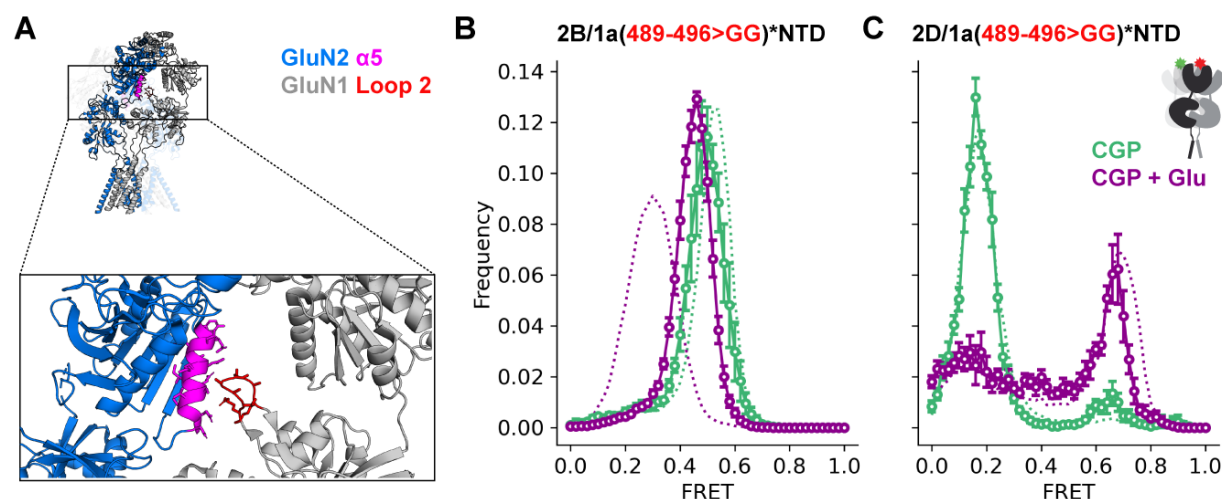 A
GluN2 α5
GluN1 Loop 2
B
2B/1a(489-496>GG)*NTD
0.14
0.12
0.10
0.08
0.06
0.04
0.02
0.00
Frequency
0.0 0.2 0.4 0.6 0.8 1.0
FRET
C
2D/1a(489-496>GG)*NTD
CGP
CGP + Glu
0.0 0.2 0.4 0.6 0.8 1.0
FRET